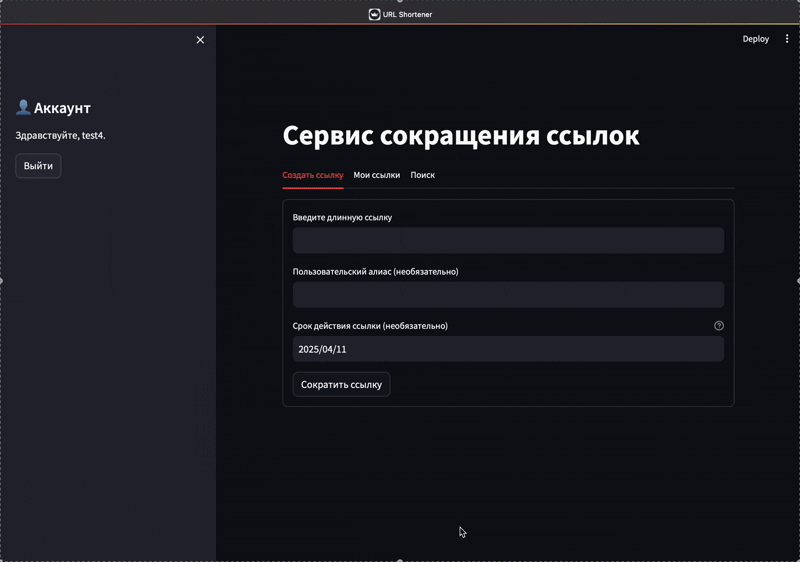 URL Shortener
Deploy
Аккаунт
Здравствуйте, test4.
Выйти
Сервис сокращения ссылок
Создать ссылку Мои ссылки Поиск
Введите длинную ссылку
Пользовательский алиас (необязательно)
Срок действия ссылки (необязательно)
2025/04/11
Сократить ссылку